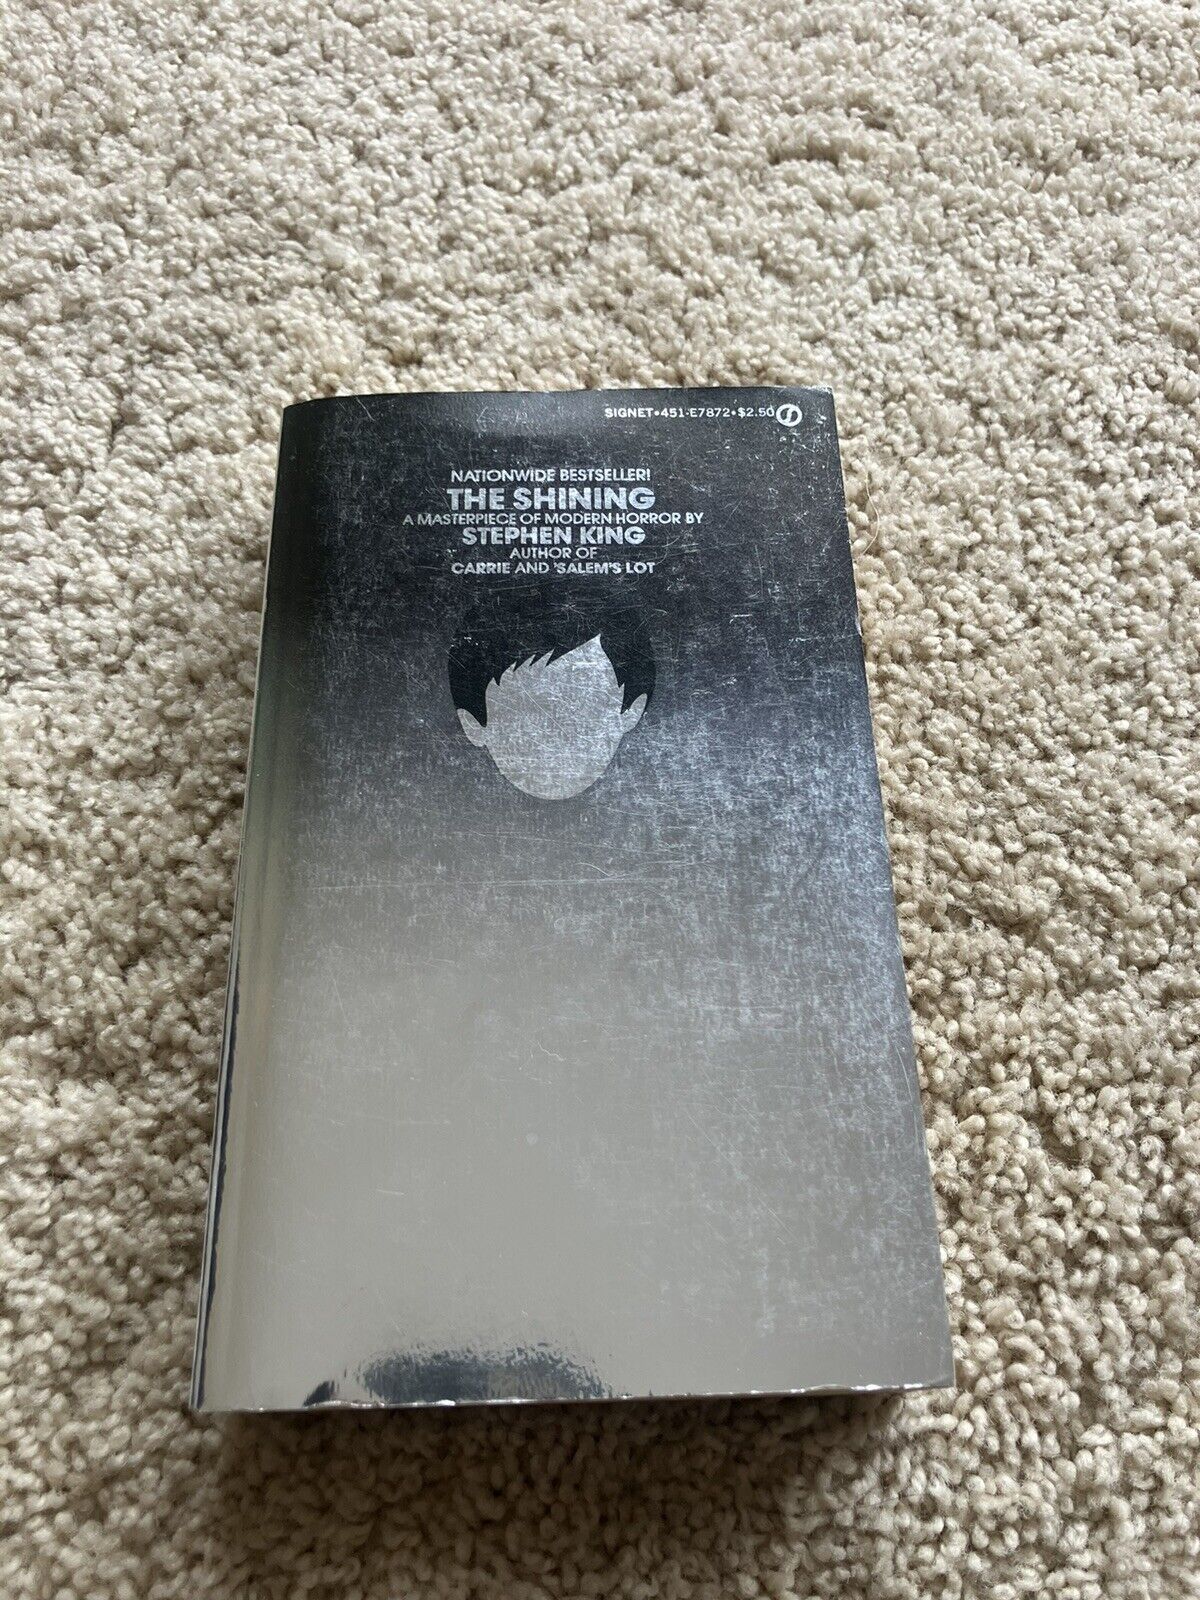 SIGNET•451-E7872•$2.50
NATIONWIDE BESTSELLER!
THE SHINING
A MASTERPIECE OF MODERN HORROR BY
STEPHEN KING
AUTHOR OF
CARRIE AND 'SALEM'S LOT